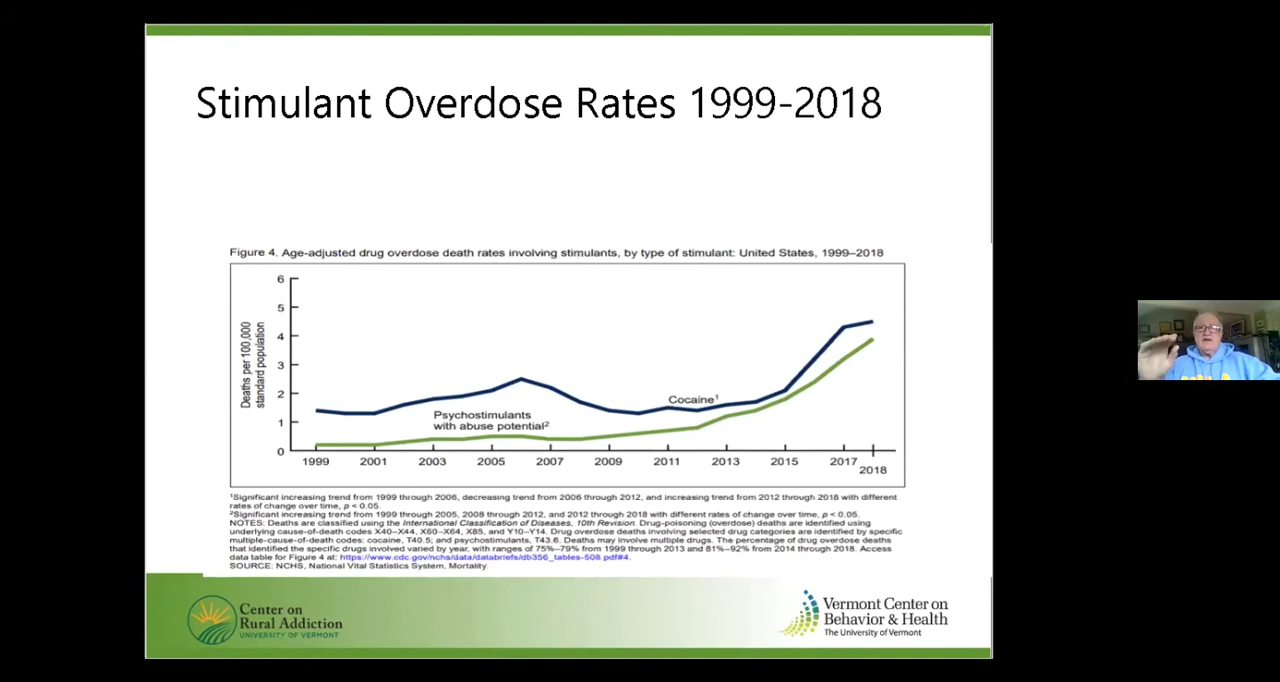 Stimulant Overdose Rates 1999-2018
Figure 4. Age-adjusted drug overdose death rates involving stimulants, by type of stimulant: United States, 1999–2018
Deaths per 100,000
standard population
6
5
4
3
2
1
0
Cocaine¹
Psychostimulants
with abuse potential²
1999 2001 2003 2005 2007 2009 2011 2013 2015 2017
2018
¹Significant increasing trend from 1999 through 2006, decreasing trend from 2006 through 2012, and increasing trend from 2012 through 2018 with different
rates of change over time, p < 0.05.
²Significant increasing trend from 1999 through 2005, 2008 through 2012, and 2012 through 2018 with different rates of change over time, p < 0.05.
NOTES: Deaths are classified using the International Classification of Diseases, 10th Revision. Drug-poisoning (overdose) deaths are identified using
underlying cause-of-death codes X40–X44, X60–X64, X85, and Y10–Y14. Drug overdose deaths involving selected drug categories are identified by specific
multiple-cause-of-death codes: cocaine, T40.5; and psychostimulants, T43.6. Deaths may involve multiple drugs. The percentage of drug overdose deaths
that identified the specific drugs involved varied by year, with ranges of 75%–79% from 1999 through 2013 and 81%–92% from 2014 through 2018. Access
data table for Figure 4 at: https://www.cdc.gov/nchs/data/databriefs/db356_tables-508.pdf#4.
SOURCE: NCHS, National Vital Statistics System, Mortality.
Center on
Rural Addiction
UNIVERSITY OF VERMONT
Vermont Center on
Behavior & Health
The University of Vermont